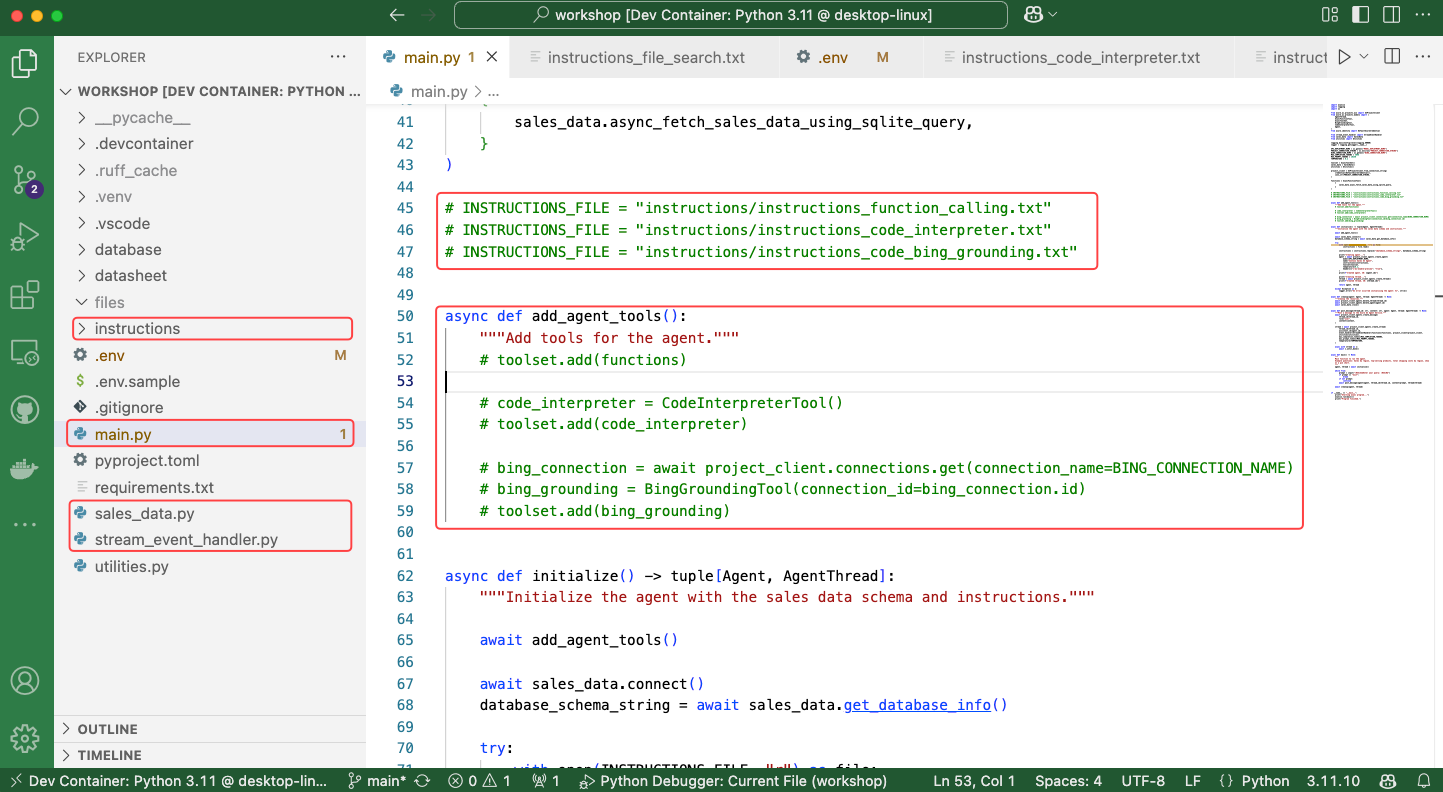 workshop [Dev Container: Python 3.11 @ desktop-linux]
EXPLORER
WORKSHOP [DEV CONTAINER: PYTHON ...
__pycache__
.devcontainer
.ruff_cache
.venv
.vscode
database
datasheet
files
instructions
.env M
.env.sample
.gitignore
main.py 1
pyproject.toml
requirements.txt
sales_data.py
stream_event_handler.py
utilities.py
OUTLINE
TIMELINE
2
main.py 1
instructions_file_search.txt
.env M
instructions_code_interpreter.txt
instruct
main.py > ...
41 sales_data.async_fetch_sales_data_using_sqlite_query,
42 }
43 )
44
45 # INSTRUCTIONS_FILE = "instructions/instructions_function_calling.txt"
46 # INSTRUCTIONS_FILE = "instructions/instructions_code_interpreter.txt"
47 # INSTRUCTIONS_FILE = "instructions/instructions_code_bing_grounding.txt"
48
49
50 async def add_agent_tools():
51 """Add tools for the agent."""
52 # toolset.add(functions)
53
54 # code_interpreter = CodeInterpreterTool()
55 # toolset.add(code_interpreter)
56
57 # bing_connection = await project_client.connections.get(connection_name=BING_CONNECTION_NAME)
58 # bing_grounding = BingGroundingTool(connection_id=bing_connection.id)
59 # toolset.add(bing_grounding)
60
61
62 async def initialize() -> tuple[Agent, AgentThread]:
63 """Initialize the agent with the sales data schema and instructions."""
64
65 await add_agent_tools()
66
67 await sales_data.connect()
68 database_schema_string = await sales_data.get_database_info()
69
70 try:
71 with open(INSTRUCTIONS_FILE, "r") as file:
Dev Container: Python 3.11 @ desktop-lin... main* 0 1 1 Python Debugger: Current File (workshop) Ln 53, Col 1 Spaces: 4 UTF-8 LF {} Python 3.11.10